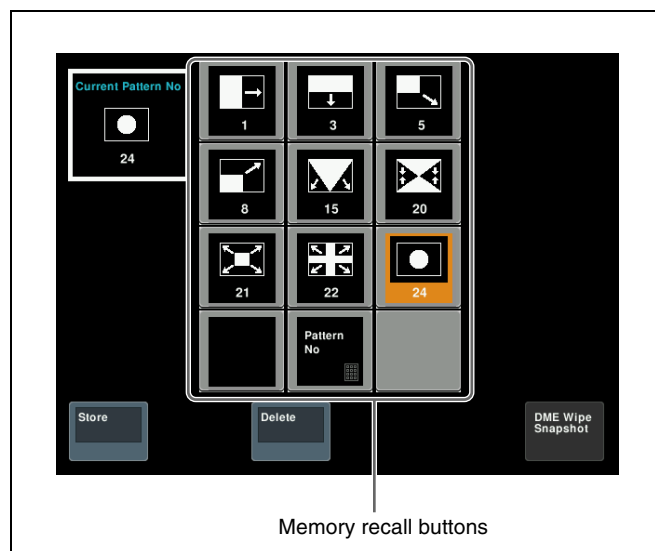 Current Pattern No
24
1
3
5
8
15
20
21
22
24
Pattern
No
Store
Delete
DME Wipe
Snapshot
Memory recall buttons